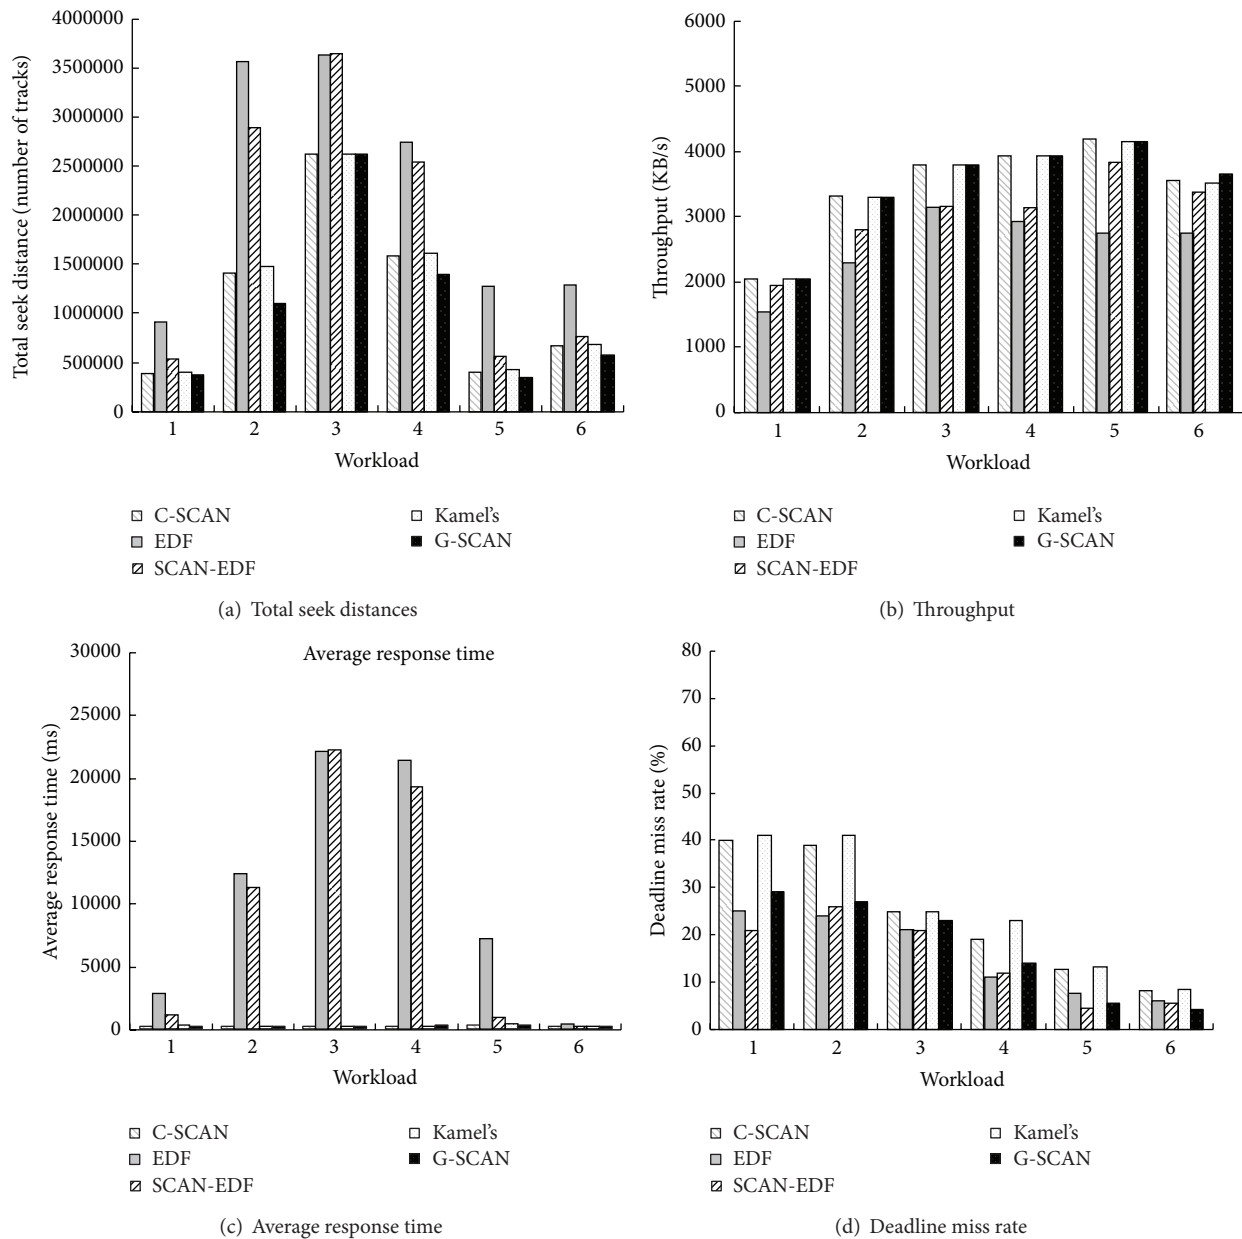 4000000
3500000
3000000
2500000
2000000
1500000
1000000
500000
0
Total seek distance (number of tracks)
1 2 3 4 5 6
Workload
C-SCAN Kamel's
EDF G-SCAN
SCAN-EDF
(a) Total seek distances
6000
5000
4000
3000
2000
1000
0
Throughput (KB/s)
1 2 3 4 5 6
Workload
C-SCAN Kamel's
EDF G-SCAN
SCAN-EDF
(b) Throughput
Average response time
30000
25000
20000
15000
10000
5000
0
Average response time (ms)
1 2 3 4 5 6
Workload
C-SCAN Kamel's
EDF G-SCAN
SCAN-EDF
(c) Average response time
80
70
60
50
40
30
20
10
0
Deadline miss rate (%)
1 2 3 4 5 6
Workload
C-SCAN Kamel's
EDF G-SCAN
SCAN-EDF
(d) Deadline miss rate